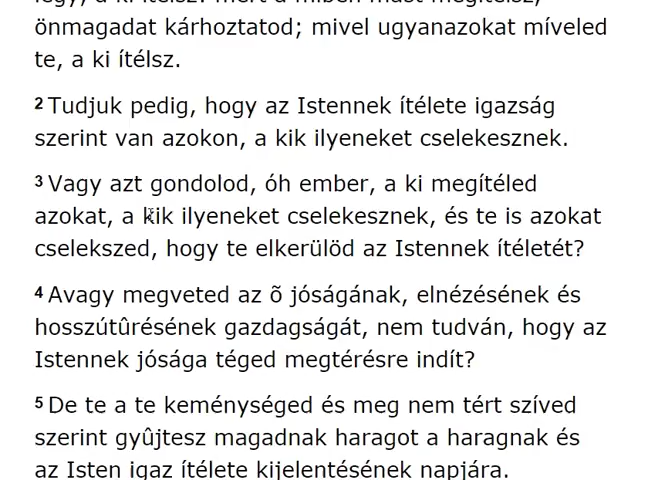 önmagadat kárhoztatod; mivel ugyanazokat míveled
te, a ki ítélsz.
2 Tudjuk pedig, hogy az Istennek ítélete igazság
szerint van azokon, a kik ilyeneket cselekesznek.
3 Vagy azt gondolod, óh ember, a ki megítéled
azokat, a kik ilyeneket cselekesznek, és te is azokat
cselekszed, hogy te elkerülöd az Istennek ítéletét?
4 Avagy megveted az õ jóságának, elnézésének és
hosszútûrésének gazdagságát, nem tudván, hogy az
Istennek jósága téged megtérésre indít?
5 De te a te keménységed és meg nem tért szíved
szerint gyûjtesz magadnak haragot a haragnak és
az Isten igaz ítélete kijelentésének napjára.